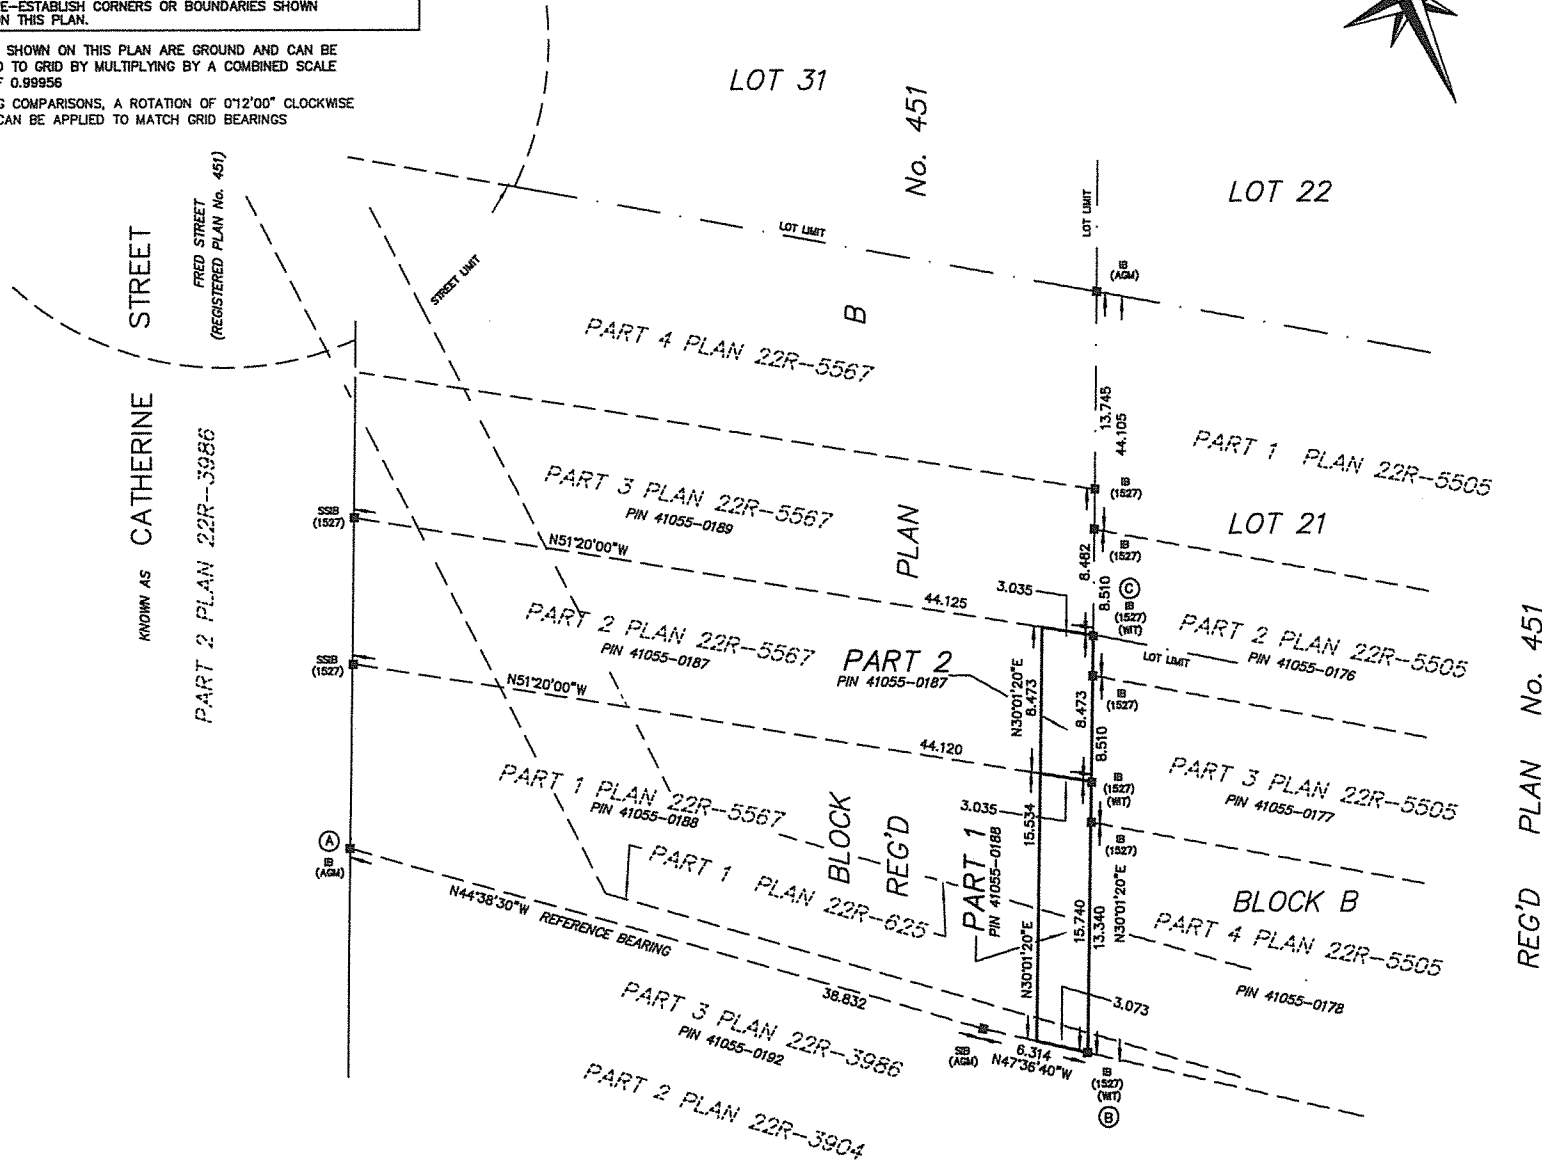 E-ESTABLISH CORNERS OR BOUNDARIES SHOWN
N THIS PLAN.
SHOWN ON THIS PLAN ARE GROUND AND CAN BE
D TO GRID BY MULTIPLYING BY A COMBINED SCALE
F 0.99956
G COMPARISONS, A ROTATION OF 0°12'00" CLOCKWISE
CAN BE APPLIED TO MATCH GRID BEARINGS
LOT 31
No. 451
LOT 22
FRED STREET
(REGISTERED PLAN No. 451)
KNOWN AS CATHERINE STREET
PART 2 PLAN 22R-3986
STREET LIMIT
LOT LIMIT
LOT LIMIT
IB
(AGM)
PART 4 PLAN 22R-5567
B
13.745
44.105
PART 1 PLAN 22R-5505
IB
(1527)
PART 3 PLAN 22R-5567
PIN 41055-0189
PLAN
LOT 21
SSIB
(1527)
N51°20'00"W
44.125
3.035
8.482
8.510
IB
(1527)
C
IB
(1527)
(WIT)
PART 2 PLAN 22R-5567
PIN 41055-0187
PART 2
PIN 41055-0187
LOT LIMIT
PART 2 PLAN 22R-5505
PIN 41055-0176
SSIB
(1527)
N51°20'00"W
44.120
N30°01'20"E
8.473
8.473
8.510
IB
(1527)
PART 1 PLAN 22R-5567
PIN 41055-0188
BLOCK
REG'D
3.035
15.534
IB
(1527)
(WIT)
PART 3 PLAN 22R-5505
PIN 41055-0177
REG'D PLAN No. 451
A
IB
(AGM)
PART 1 PLAN 22R-625
PART 1
PIN 41055-0188
IB
(1527)
N44°38'30"W REFERENCE BEARING
38.832
N30°01'20"E
15.740
13.340
N30°01'20"E
BLOCK B
PART 4 PLAN 22R-5505
PIN 41055-0178
PART 3 PLAN 22R-3986
PIN 41055-0192
3.073
SIB
(AGM)
6.314
N47°36'40"W
IB
(1527)
(WIT)
B
PART 2 PLAN 22R-3904